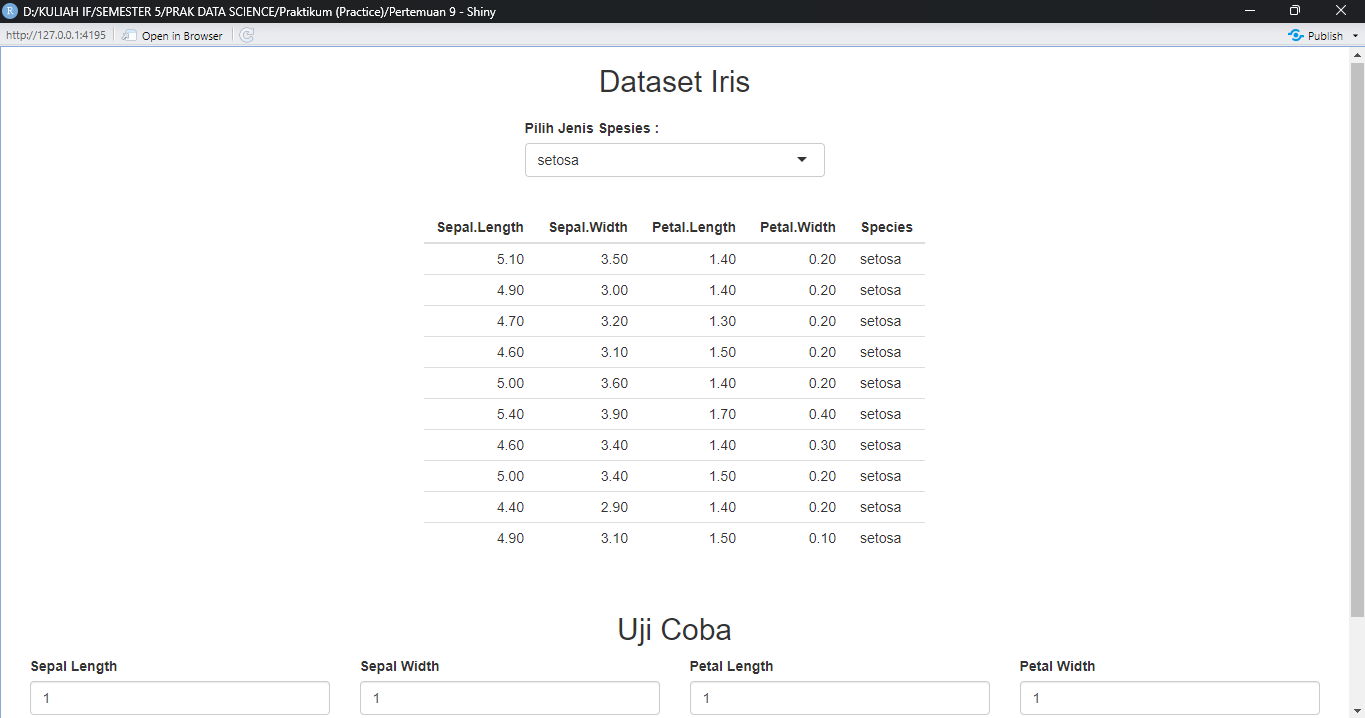 R D:/KULIAH IF/SEMESTER 5/PRAK DATA SCIENCE/Praktikum (Practice)/Pertemuan 9 - Shiny
http://127.0.0.1:4195 Open in Browser Publish
Dataset Iris
Pilih Jenis Spesies :
setosa
Sepal.Length Sepal.Width Petal.Length Petal.Width Species
5.10 3.50 1.40 0.20 setosa
4.90 3.00 1.40 0.20 setosa
4.70 3.20 1.30 0.20 setosa
4.60 3.10 1.50 0.20 setosa
5.00 3.60 1.40 0.20 setosa
5.40 3.90 1.70 0.40 setosa
4.60 3.40 1.40 0.30 setosa
5.00 3.40 1.50 0.20 setosa
4.40 2.90 1.40 0.20 setosa
4.90 3.10 1.50 0.10 setosa
Uji Coba
Sepal Length Sepal Width Petal Length Petal Width
1 1 1 1